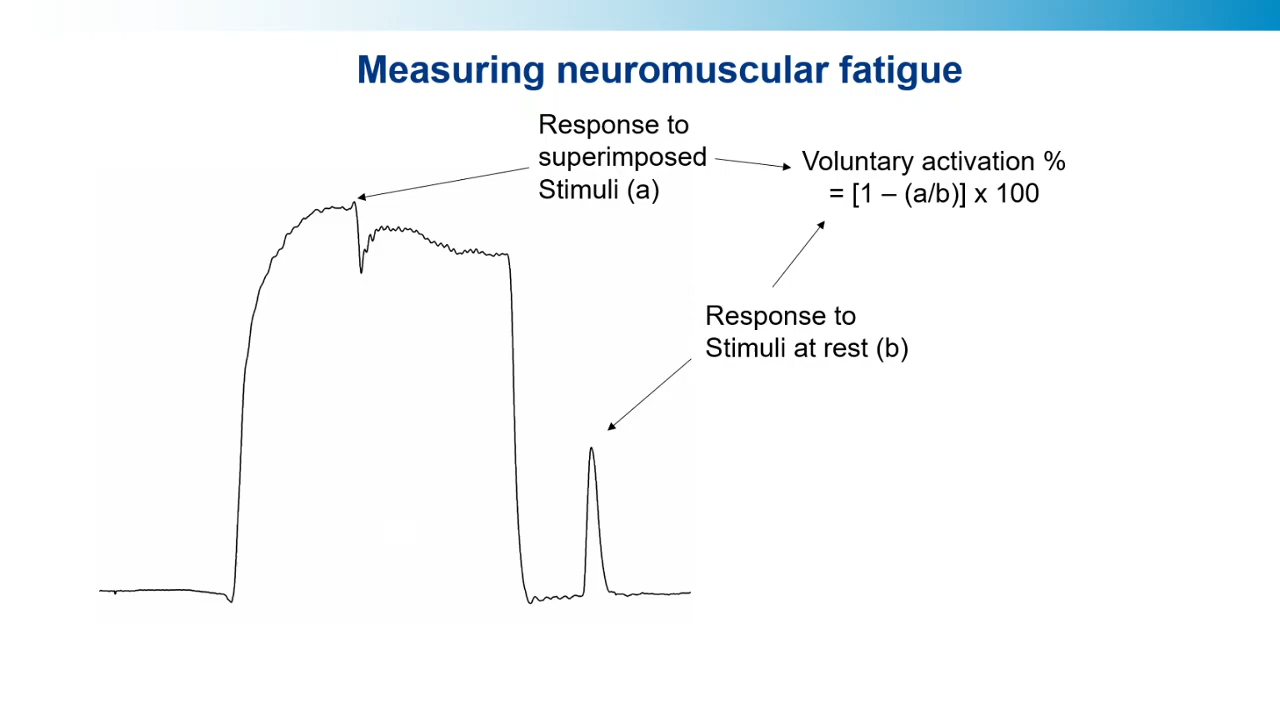 Measuring neuromuscular fatigue
Response to
superimposed
Stimuli (a)
Voluntary activation %
= [1 – (a/b)] x 100
Response to
Stimuli at rest (b)